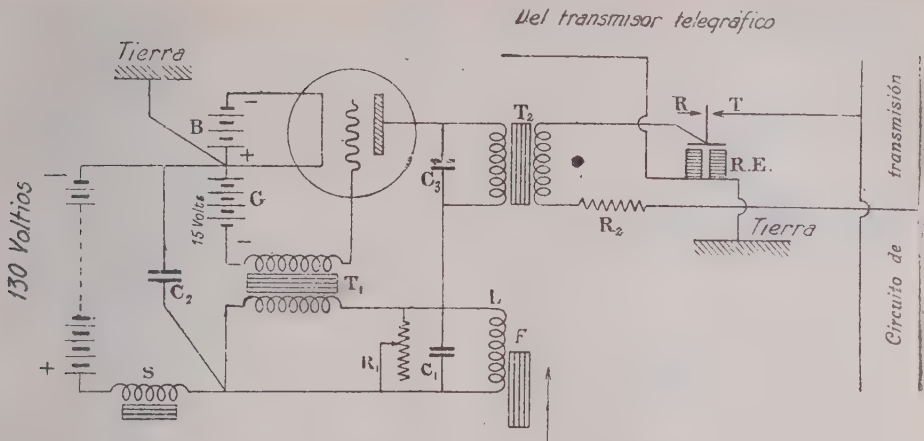 Del transmisor telegráfico
Tierra
R T
transmisión
B
T₂
R.E.
C₃
130 Voltios
15 Volts
G
R₂
Tierra
C₂
T₁
L
F
R₁
C₁
S
Circuito de